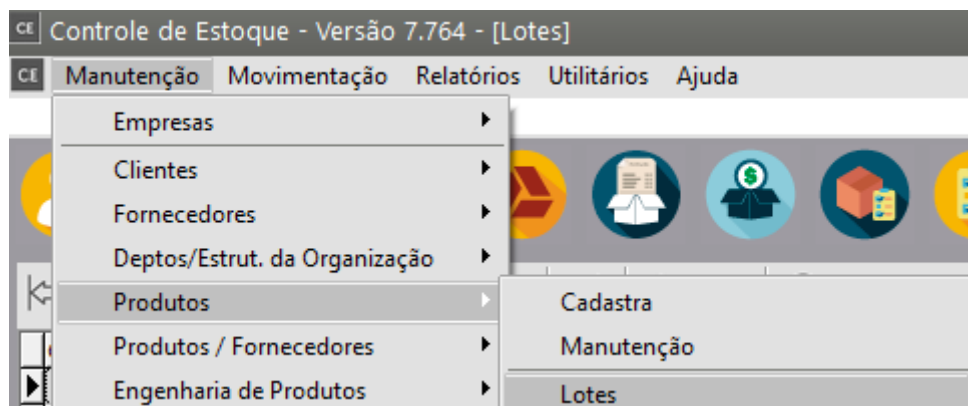 CE Controle de Estoque - Versão 7.764 - [Lotes]
CE Manutenção Movimentação Relatórios Utilitários Ajuda
Empresas
Clientes
Fornecedores
Deptos/Estrut. da Organização
Produtos
Cadastra
Produtos / Fornecedores
Manutenção
Engenharia de Produtos
Lotes